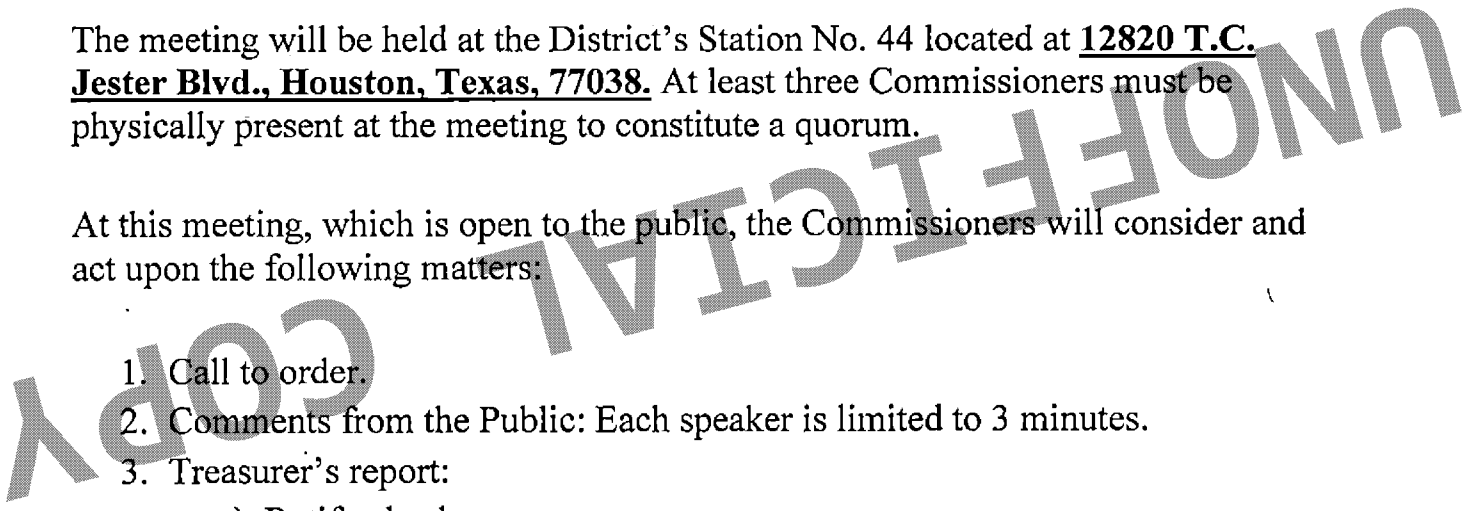 The meeting will be held at the District's Station No. 44 located at 12820 T.C.
Jester Blvd., Houston, Texas, 77038. At least three Commissioners must be
physically present at the meeting to constitute a quorum.
At this meeting, which is open to the public, the Commissioners will consider and
act upon the following matters:
1. Call to order.
2. Comments from the Public: Each speaker is limited to 3 minutes.
3. Treasurer's report:
UNOFFICIAL COPY